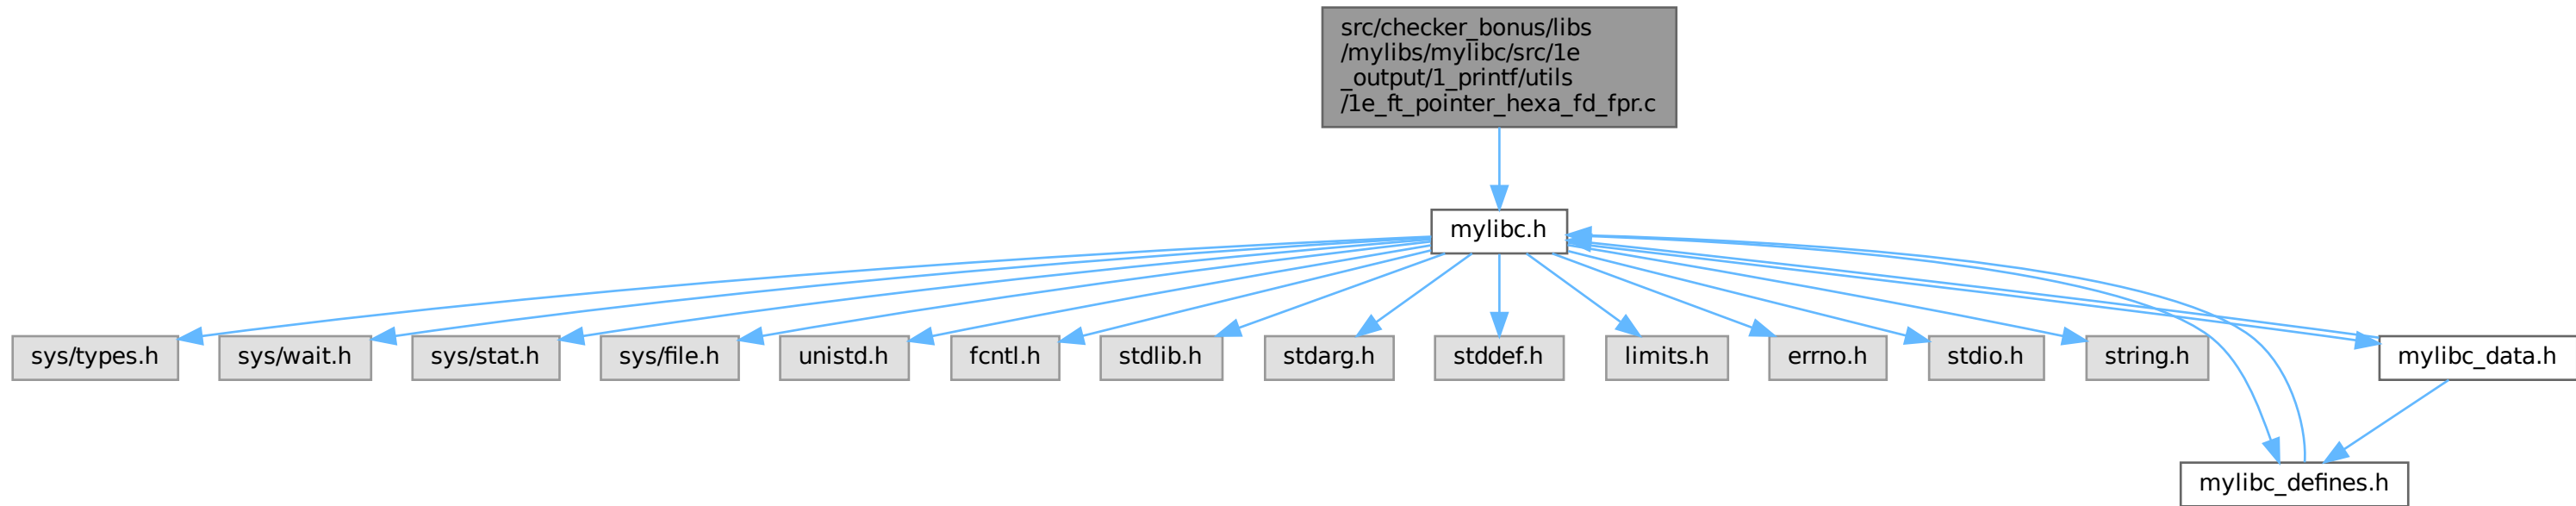 src/checker_bonus/libs
/mylibs/mylibc/src/1e
_output/1_printf/utils
/1e_ft_pointer_hexa_fd_fpr.c
mylibc.h
sys/types.h
sys/wait.h
sys/stat.h
sys/file.h
unistd.h
fcntl.h
stdlib.h
stdarg.h
stddef.h
limits.h
errno.h
stdio.h
string.h
mylibc_data.h
mylibc_defines.h